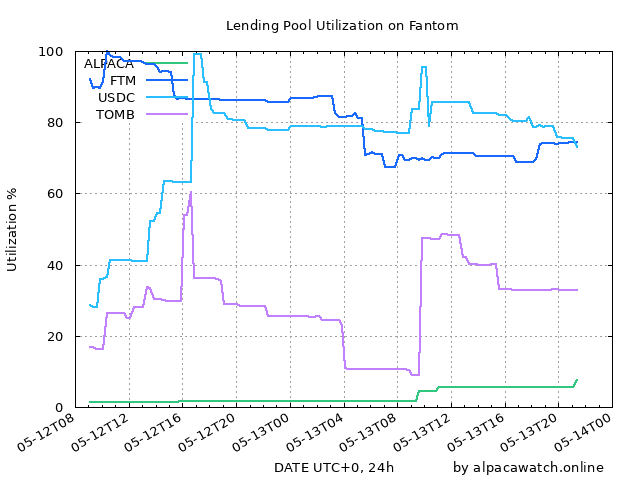 Lending Pool Utilization on Fantom
100
80
60
40
20
0
Utilization %
ALPACA
FTM
USDC
TOMB
05-12T08
05-12T12
05-12T16
05-12T20
05-13T00
05-13T04
05-13T08
05-13T12
05-13T16
05-13T20
05-14T00
DATE UTC+0, 24h
by alpacawatch.online